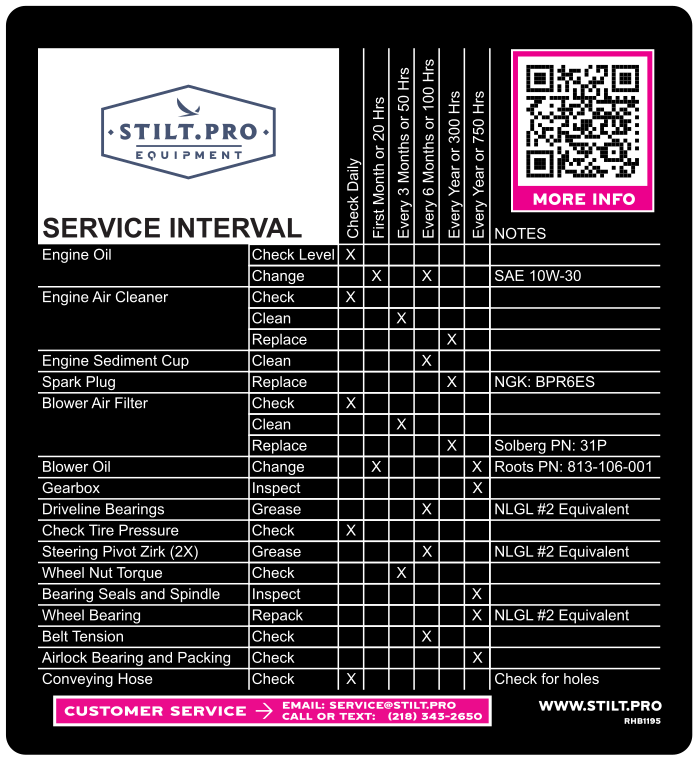 STILT.PRO
EQUIPMENT
SERVICE INTERVAL
Check Daily
First Month or 20 Hrs
Every 3 Months or 50 Hrs
Every 6 Months or 100 Hrs
Every Year or 300 Hrs
Every Year or 750 Hrs
MORE INFO
NOTES
Engine Oil Check Level X
Change X X SAE 10W-30
Engine Air Cleaner Check X
Clean X
Replace X
Engine Sediment Cup Clean X
Spark Plug Replace X NGK: BPR6ES
Blower Air Filter Check X
Clean X
Replace X Solberg PN: 31P
Blower Oil Change X X Roots PN: 813-106-001
Gearbox Inspect X
Driveline Bearings Grease X NLGL #2 Equivalent
Check Tire Pressure Check X
Steering Pivot Zirk (2X) Grease X NLGL #2 Equivalent
Wheel Nut Torque Check X
Bearing Seals and Spindle Inspect X
Wheel Bearing Repack X NLGL #2 Equivalent
Belt Tension Check X
Airlock Bearing and Packing Check X
Conveying Hose Check X Check for holes
CUSTOMER SERVICE → EMAIL: SERVICE@STILT.PRO
CALL OR TEXT: (218) 343-2650
WWW.STILT.PRO
RHB1195